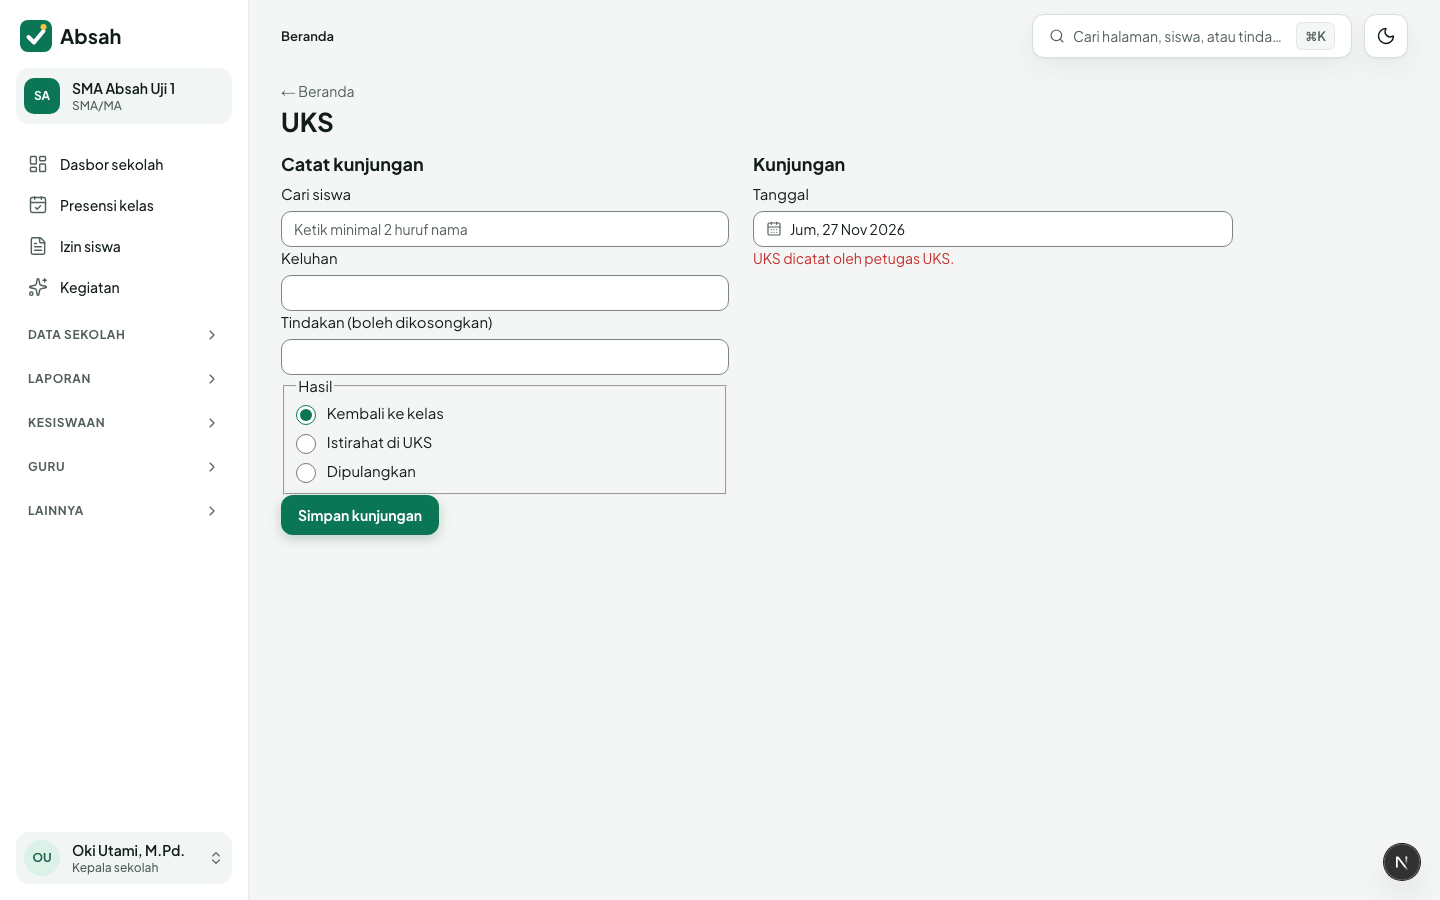 Absah
SA
SMA Absah Uji 1
SMA/MA
Dasbor sekolah
Presensi kelas
Izin siswa
Kegiatan
DATA SEKOLAH
LAPORAN
KESISWAAN
GURU
LAINNYA
OU
Oki Utami, M.Pd.
Kepala sekolah
Beranda
Cari halaman, siswa, atau tinda...
⌘K
← Beranda
UKS
Catat kunjungan
Cari siswa
Ketik minimal 2 huruf nama
Keluhan
Tindakan (boleh dikosongkan)
Hasil
Kembali ke kelas
Istirahat di UKS
Dipulangkan
Simpan kunjungan
Kunjungan
Tanggal
Jum, 27 Nov 2026
UKS dicatat oleh petugas UKS.
N